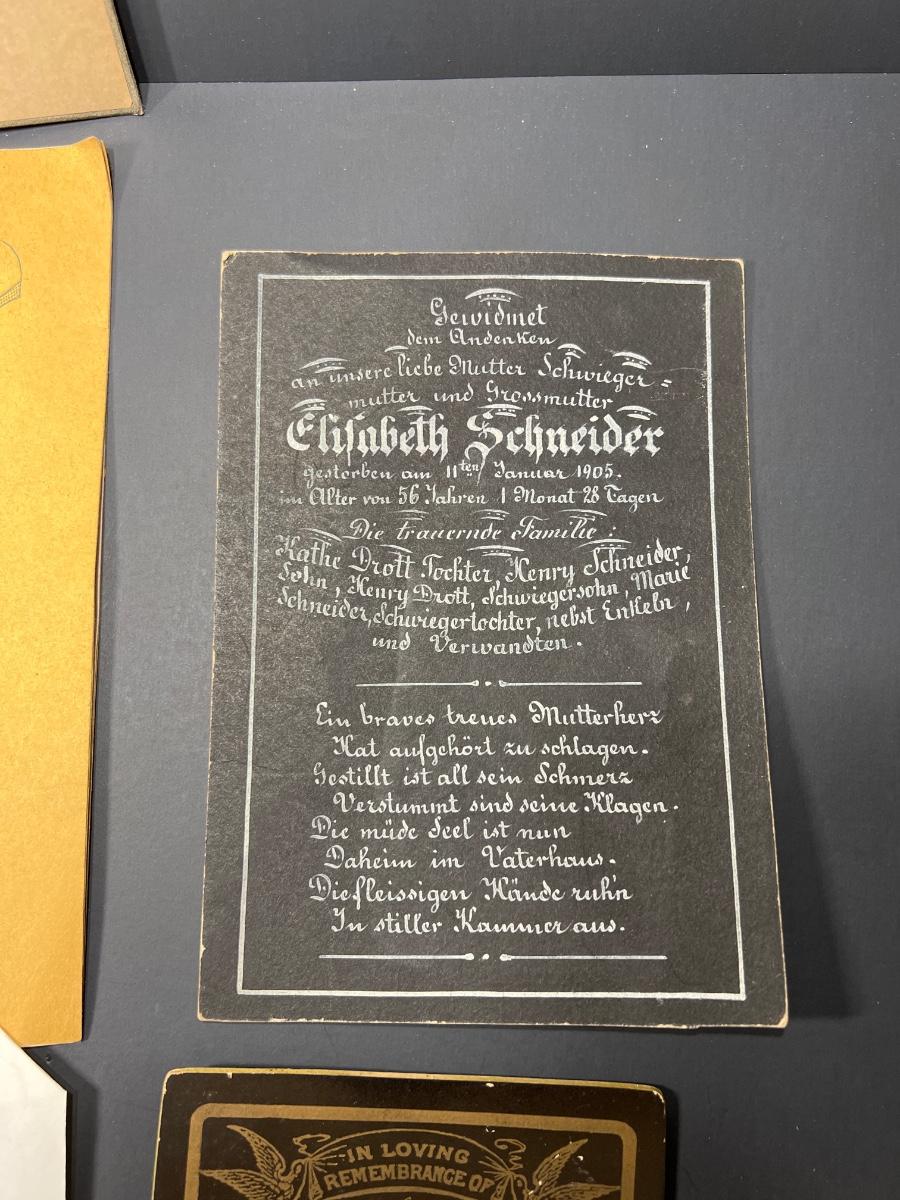 Gewidmet
dem Andenken
an unsere liebe Mutter Schwieger=
mutter und Grossmutter
Elisabeth Schneider
gestorben am 11ten Januar 1905.
im Alter von 56 Jahren 1 Monat 28 Tagen
Die trauernde Familie:
Kathe Drott Tochter, Henry Schneider,
Sohn, Henry Drott, Schwiegersohn, Marie
Schneider, Schwiegertochter, nebst Enkeln,
und Verwandten.
Ein braves treues Mutterherz
Hat aufgehört zu schlagen.
Gestillt ist all sein Schmerz
Verstummt sind seine Klagen.
Die müde Seel ist nun
Daheim im Vaterhaus.
Die fleissigen Hände ruh'n
In stiller Kammer aus.
IN LOVING
REMEMBRANCE OF